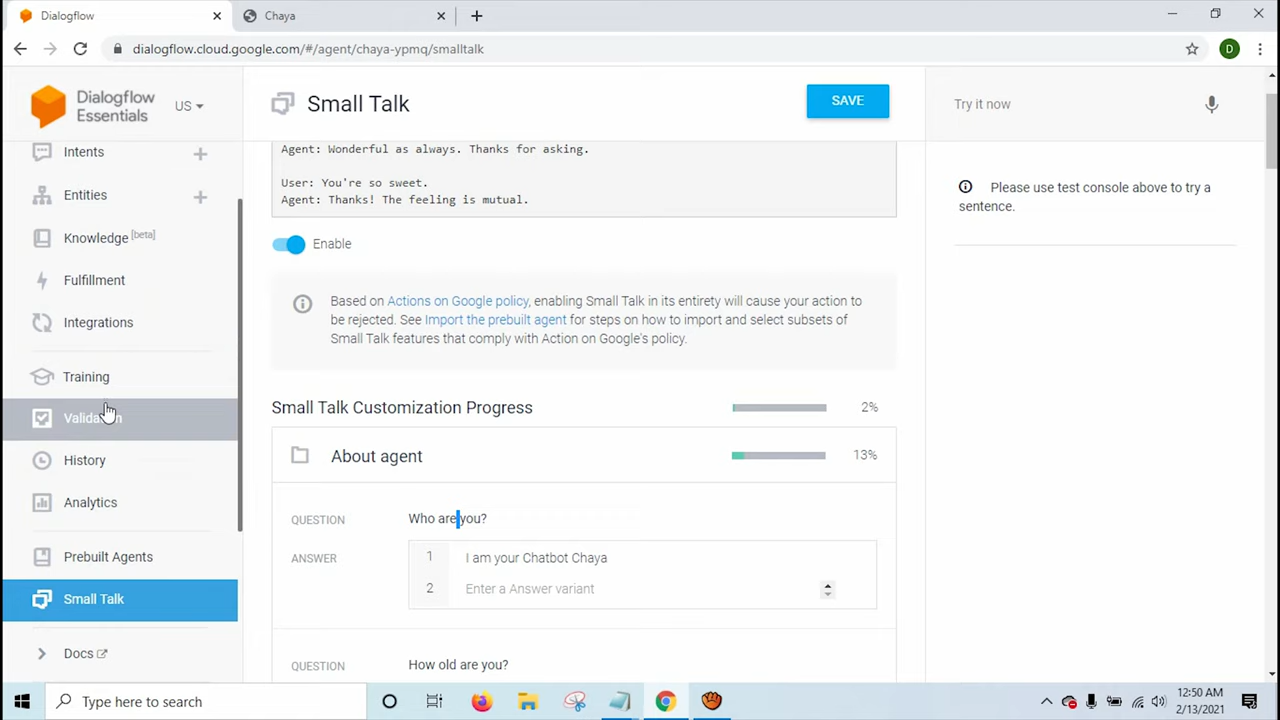 Dialogflow
Chaya
dialogflow.cloud.google.com/#/agent/chaya-ypmq/smalltalk
D
Dialogflow
Essentials
US
Small Talk
SAVE
Try it now
Intents
Entities
Knowledge [beta]
Fulfillment
Integrations
Training
History
Analytics
Prebuilt Agents
Small Talk
Docs
Agent: Wonderful as always. Thanks for asking.
User: You're so sweet.
Agent: Thanks! The feeling is mutual.
Enable
Based on Actions on Google policy, enabling Small Talk in its entirety will cause your action to
be rejected. See Import the prebuilt agent for steps on how to import and select subsets of
Small Talk features that comply with Action on Google's policy.
Small Talk Customization Progress 2%
About agent 13%
QUESTION Who are you?
ANSWER 1 I am your Chatbot Chaya
2 Enter a Answer variant
QUESTION How old are you?
Please use test console above to try a
sentence.
Type here to search
12:50 AM
2/13/2021